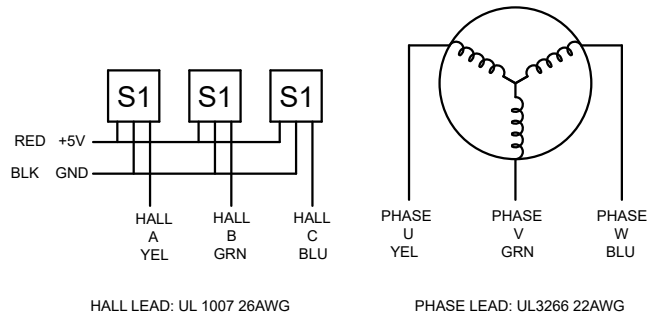 S1 S1 S1
RED +5V
BLK GND
HALL HALL HALL
A B C
YEL GRN BLU
PHASE PHASE PHASE
U V W
YEL GRN BLU
HALL LEAD: UL 1007 26AWG
PHASE LEAD: UL3266 22AWG